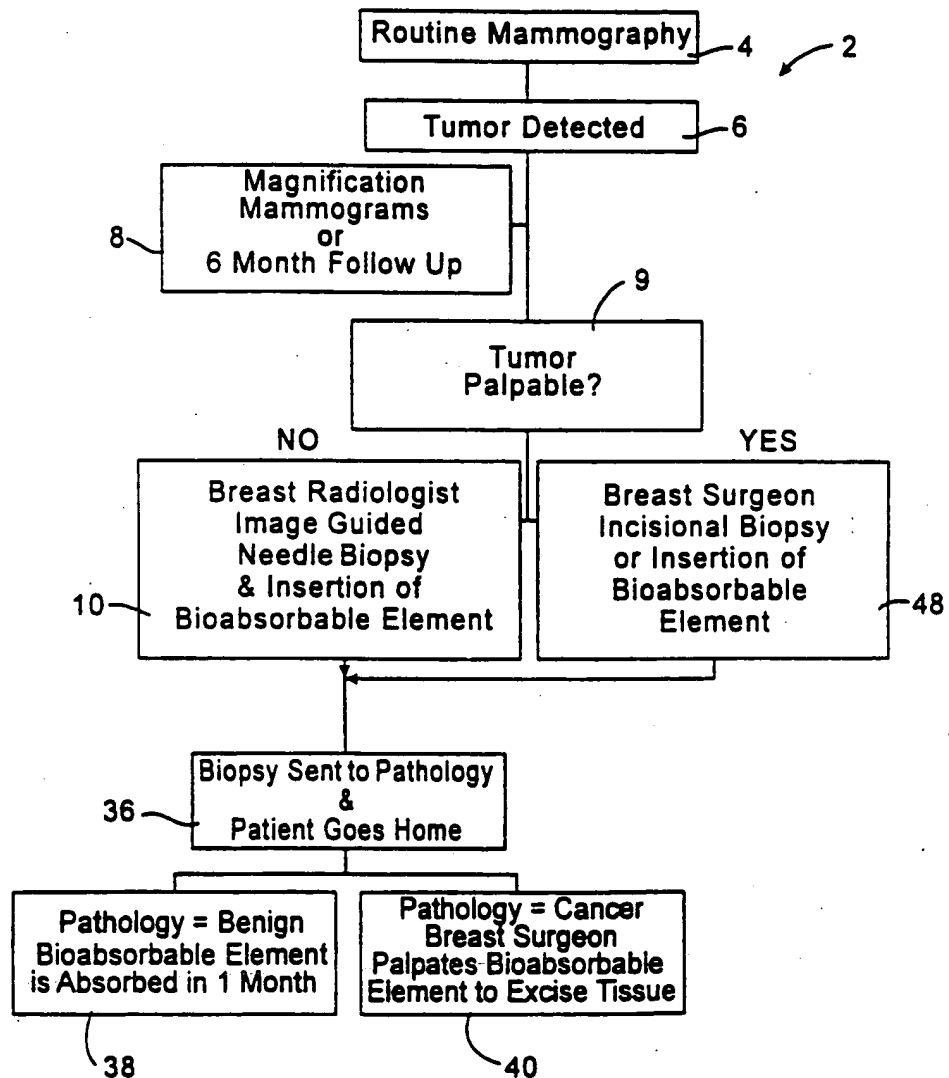 Routine Mammography
4
2
Tumor Detected
6
Magnification
Mammograms
or
6 Month Follow Up
8
9
Tumor
Palpable?
NO
YES
Breast Radiologist
Image Guided
Needle Biopsy
& Insertion of
Bioabsorbable Element
10
Breast Surgeon
Incisional Biopsy
or Insertion of
Bioabsorbable
Element
48
Biopsy Sent to Pathology
&
Patient Goes Home
36
Pathology = Benign
Bioabsorbable Element
is Absorbed in 1 Month
38
Pathology = Cancer
Breast Surgeon
Palpates Bioabsorbable
Element to Excise Tissue
40